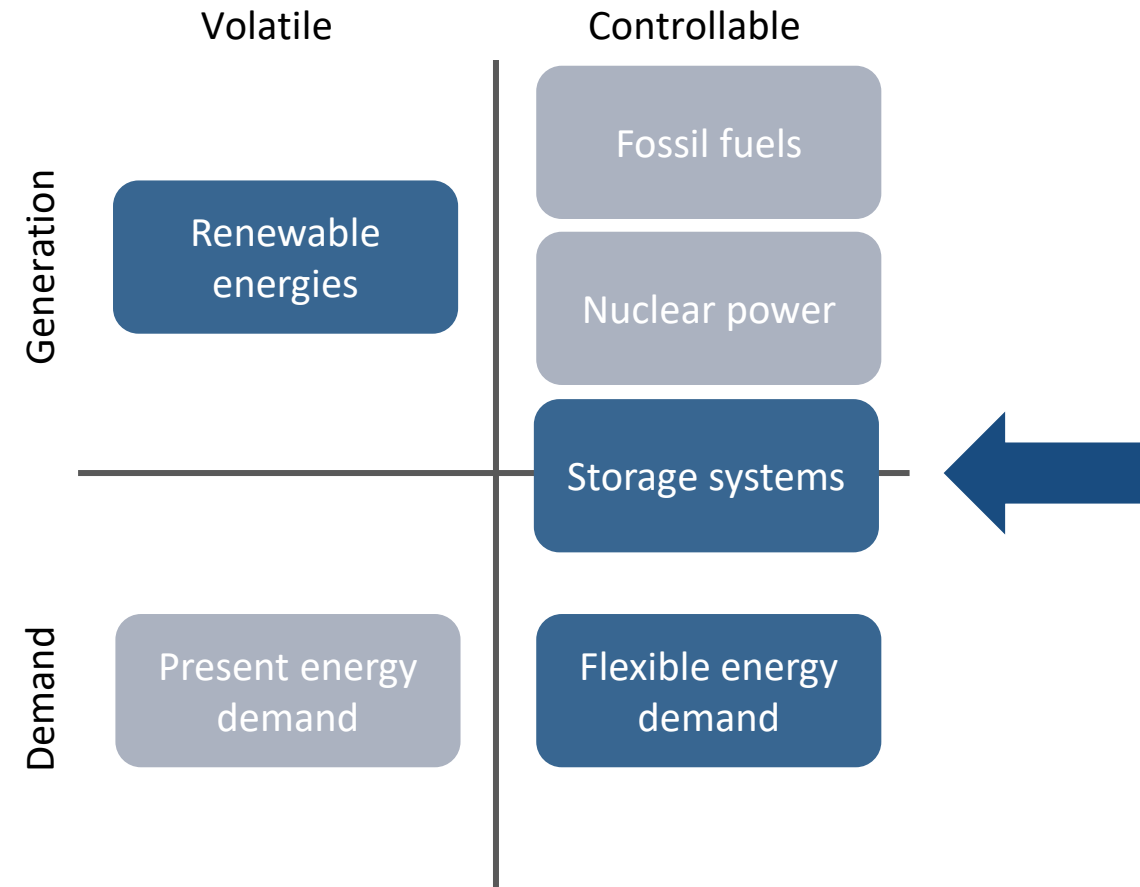 Volatile
Controllable
Generation
Fossil fuels
Renewable
energies
Nuclear power
Storage systems
Demand
Present energy
demand
Flexible energy
demand